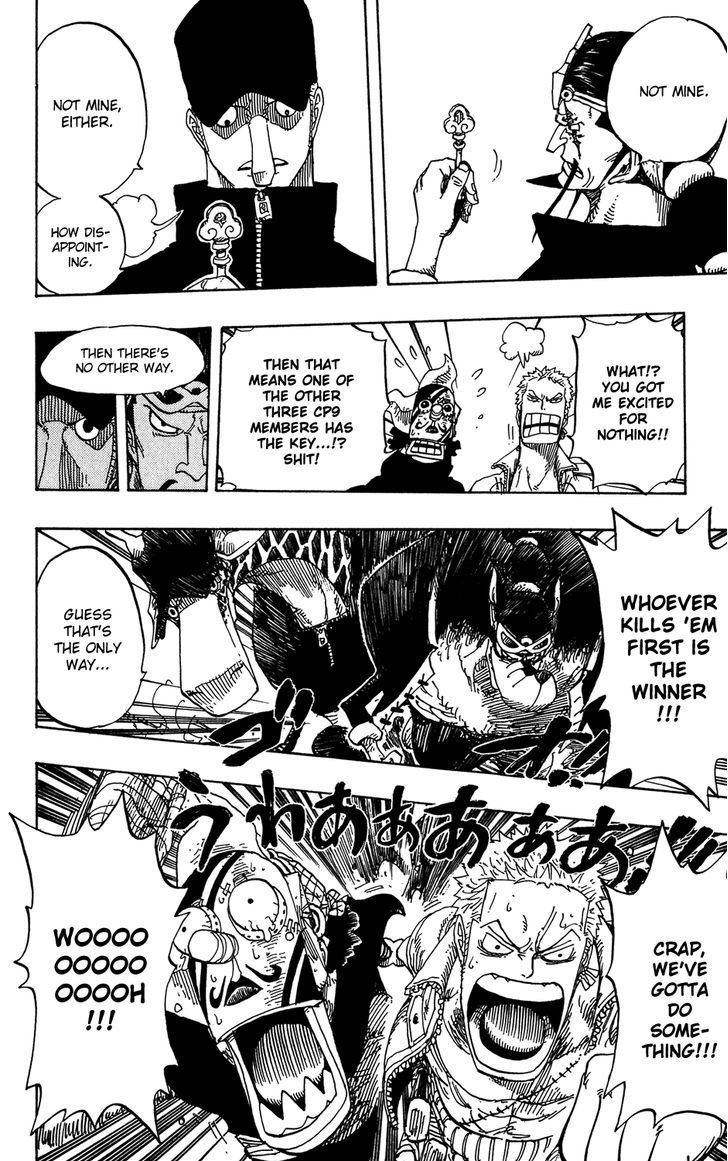 NOT MINE.
NOT MINE,
EITHER.
HOW DIS-
APPOINT-
ING.
WHAT!?
YOU GOT
ME EXCITED
FOR
NOTHING!!
THEN THAT
MEANS ONE OF
THE OTHER
THREE CP9
MEMBERS HAS
THE KEY...!?
SHIT!
THEN THERE'S
NO OTHER WAY.
WHOEVER
KILLS 'EM
FIRST IS
THE
WINNER
!!!
GUESS
THAT'S
THE ONLY
WAY...
うわぁぁぁぁぁ!
CRAP,
WE'VE
GOTTA
DO
SOME-
THING!!!
WOOOO
OOOOO
OOOOH
!!!